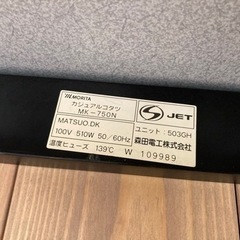 MORITA
カジュアルコタツ
MK-750N
MATSUO.DK
100V 510W 50/60Hz
温度ヒューズ 139℃ W
S JET
ユニット:503GH
森田電工株式会社
109989